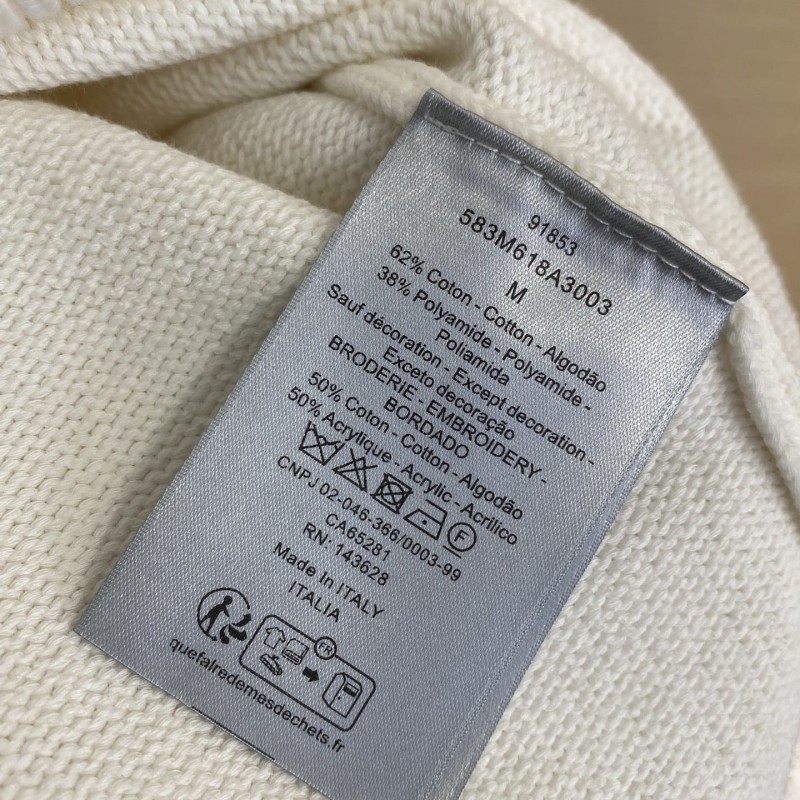 91853
583M618A3003
M
62% Coton - Cotton - Algodão
38% Polyamide - Polyamide -
Poliamida
Sauf décoration - Except decoration -
Exceto decoração
BRODERIE - EMBROIDERY -
BORDADO
50% Coton - Cotton - Algodão
50% Acrylique - Acrylic - Acrílico
F
CNPJ 02-046-366/0003-99
CA65281
RN: 143628
Made in ITALY
ITALIA
FR
quefairedemesdechets.fr